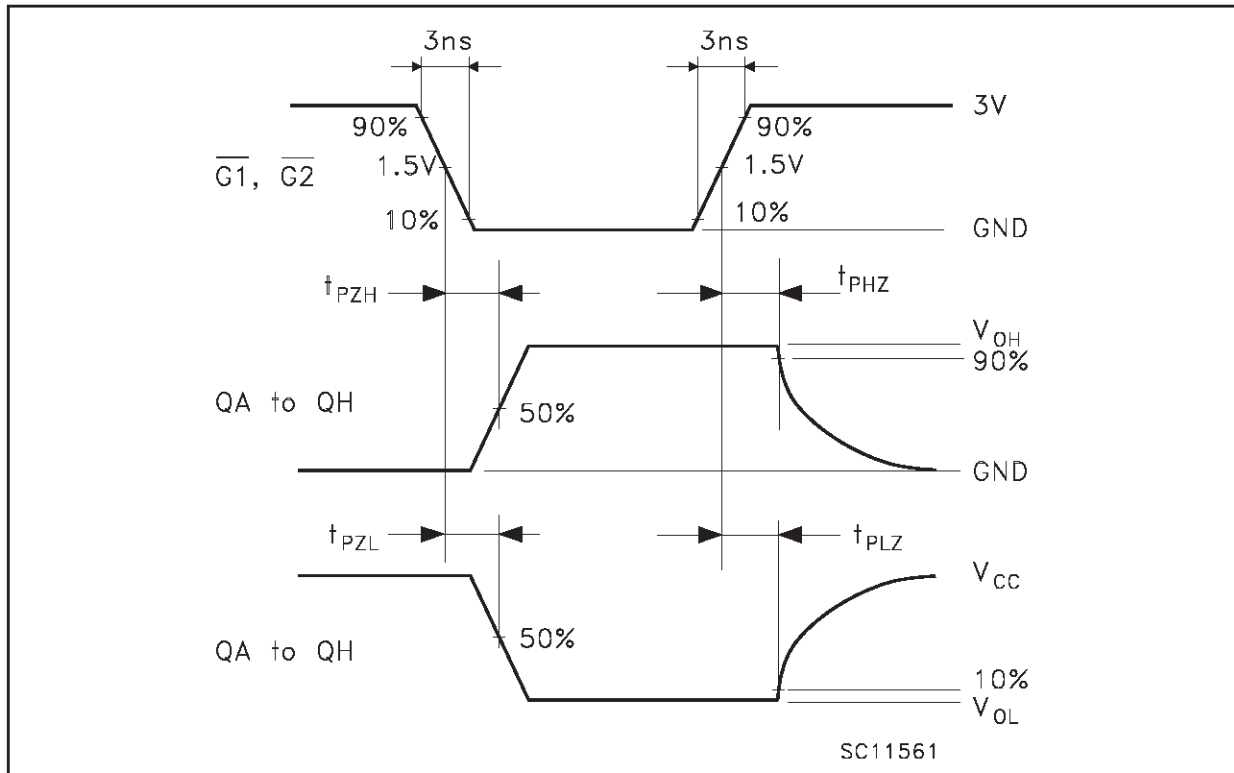 3ns 3ns
3V
90% 90%
G1, G2 1.5V 1.5V
10% 10%
GND
tPZH tPHZ
VOH
90%
QA to QH 50%
GND
tPZL tPLZ
VCC
QA to QH 50%
10%
VOL
SC11561